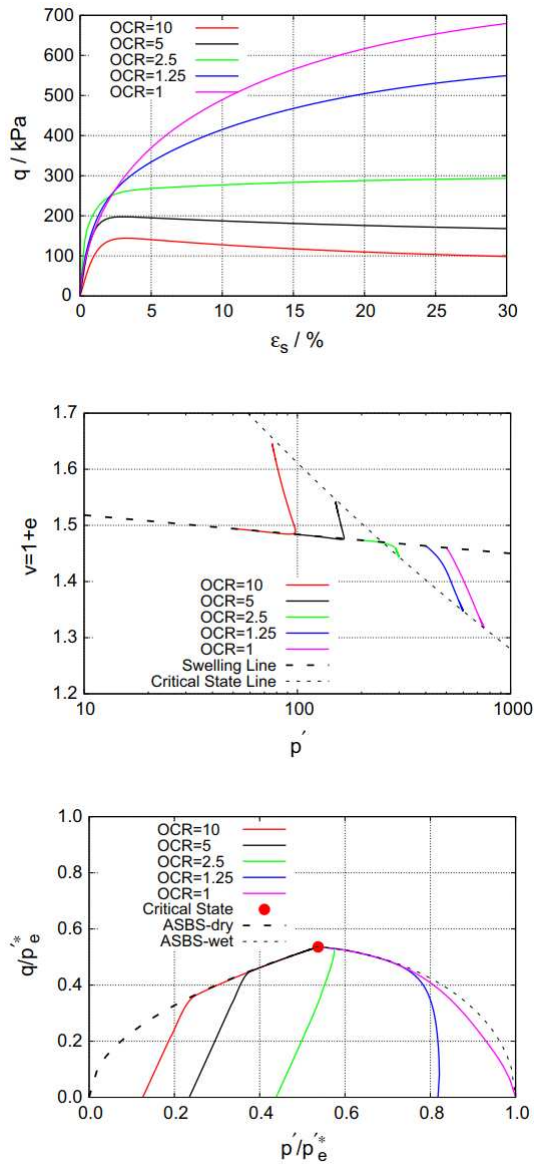 700
600
500
400
300
200
100
0
q / kPa
OCR=10
OCR=5
OCR=2.5
OCR=1.25
OCR=1
0 5 10 15 20 25 30
εs / %
1.7
1.6
1.5
1.4
1.3
1.2
v=1+e
OCR=10
OCR=5
OCR=2.5
OCR=1.25
OCR=1
Swelling Line
Critical State Line
10 100 1000
p′
1.0
0.8
0.6
0.4
0.2
0.0
q/p′e*
OCR=10
OCR=5
OCR=2.5
OCR=1.25
OCR=1
Critical State
ASBS-dry
ASBS-wet
0.0 0.2 0.4 0.6 0.8 1.0
p′/p′e*